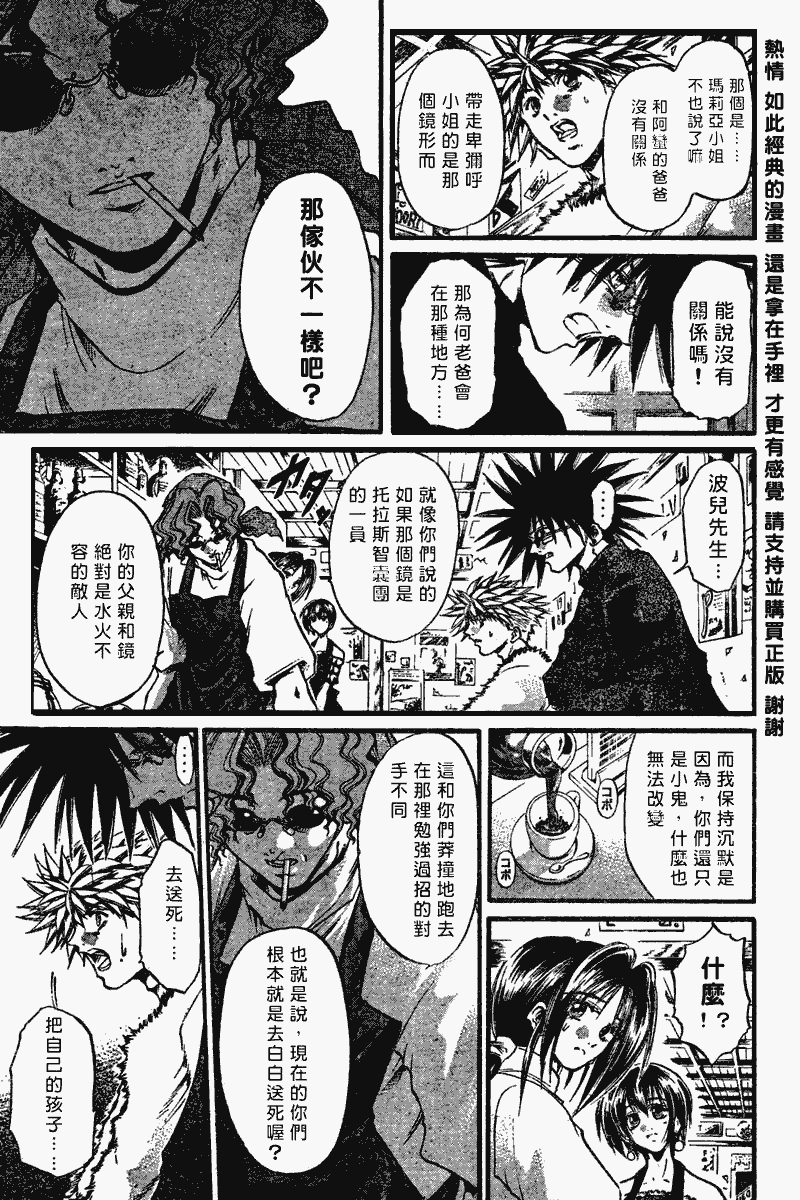 那個是……
瑪莉亞小姐
不也說了嘛
和阿蠻的爸爸
沒有關係
帶走卑彌呼
小姐的是那
個鏡形而
能說沒有
關係嗎！
那為何老爸會
在那種地方……
那傢伙不一樣吧？
波兒先生…
…
就像你們說的
如果那個鏡是
托拉斯智囊團
的一員
ガタッ
你的父親和鏡
絕對是水火不
容的敵人
而我保持沉默是
因為，你們還只
是小鬼，什麼也
無法改變
コポ
コポ
什麼！？
這和你們莽撞地跑去
在那裡勉強過招的對
手不同
也就是說，現在的你們
根本就是去白白送死喔？
…
去送死……
把自己的孩子……
熱情 如此經典的漫畫 還是拿在手裡 才更有感覺 請支持並購買正版 謝謝